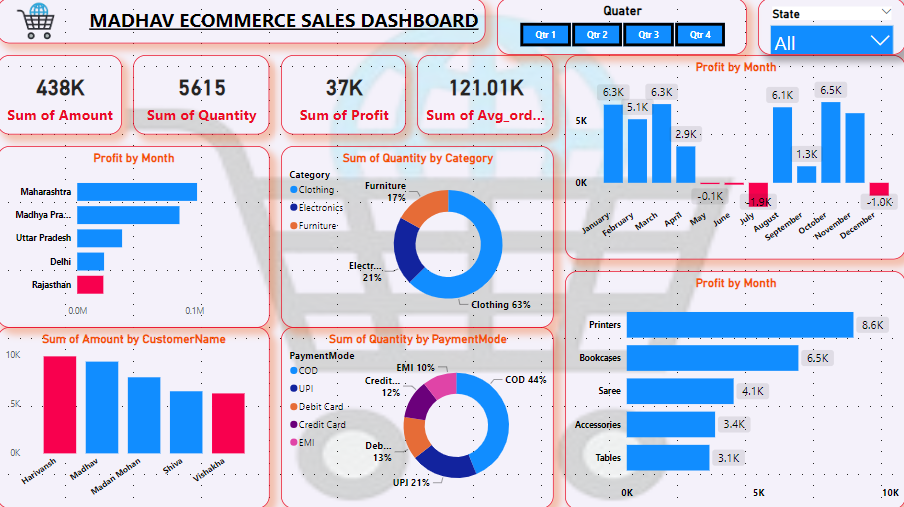 MADHAV ECOMMERCE SALES DASHBOARD
Quater
Qtr 1
Qtr 2
Qtr 3
Qtr 4
State
All
438K
Sum of Amount
5615
Sum of Quantity
37K
Sum of Profit
121.01K
Sum of Avg_ord...
Profit by Month
5K
0K
6.3K
5.1K
6.3K
2.9K
-0.1K
-1.9K
6.1K
1.3K
6.5K
-1.0K
January
February
March
April
May
June
July
August
September
October
November
December
Profit by Month
Maharashtra
Madhya Pra...
Uttar Pradesh
Delhi
Rajasthan
0.0M
0.1M
Sum of Quantity by Category
Category
Clothing
Electronics
Furniture
Furniture
17%
Electr...
21%
Clothing 63%
Profit by Month
Printers
Bookcases
Saree
Accessories
Tables
8.6K
6.5K
4.1K
3.4K
3.1K
0K
5K
10K
Sum of Amount by CustomerName
10K
5K
0K
Harivansh
Madhav
Madan Mohan
Shiva
Vishakha
Sum of Quantity by PaymentMode
PaymentMode
COD
UPI
Debit Card
Credit Card
EMI
EMI 10%
Credit...
12%
Deb...
13%
UPI 21%
COD 44%